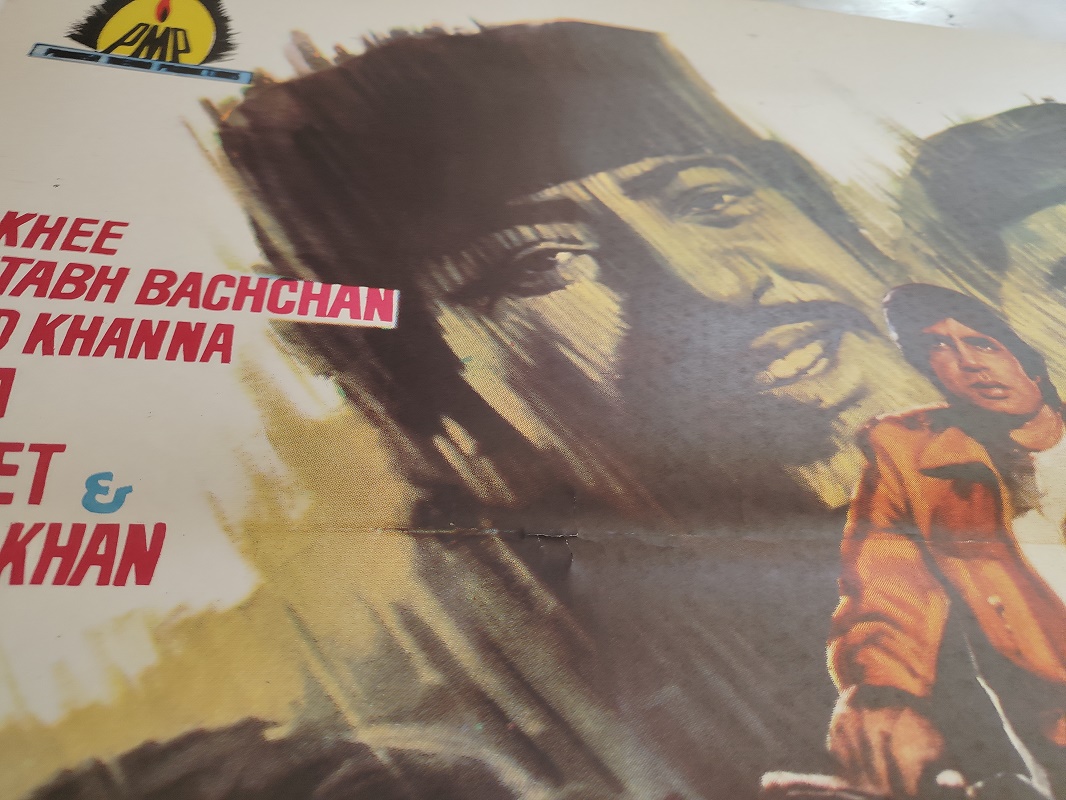 PMP
KHEE
TABH BACHCHAN
D KHANNA
A
ET &
KHAN